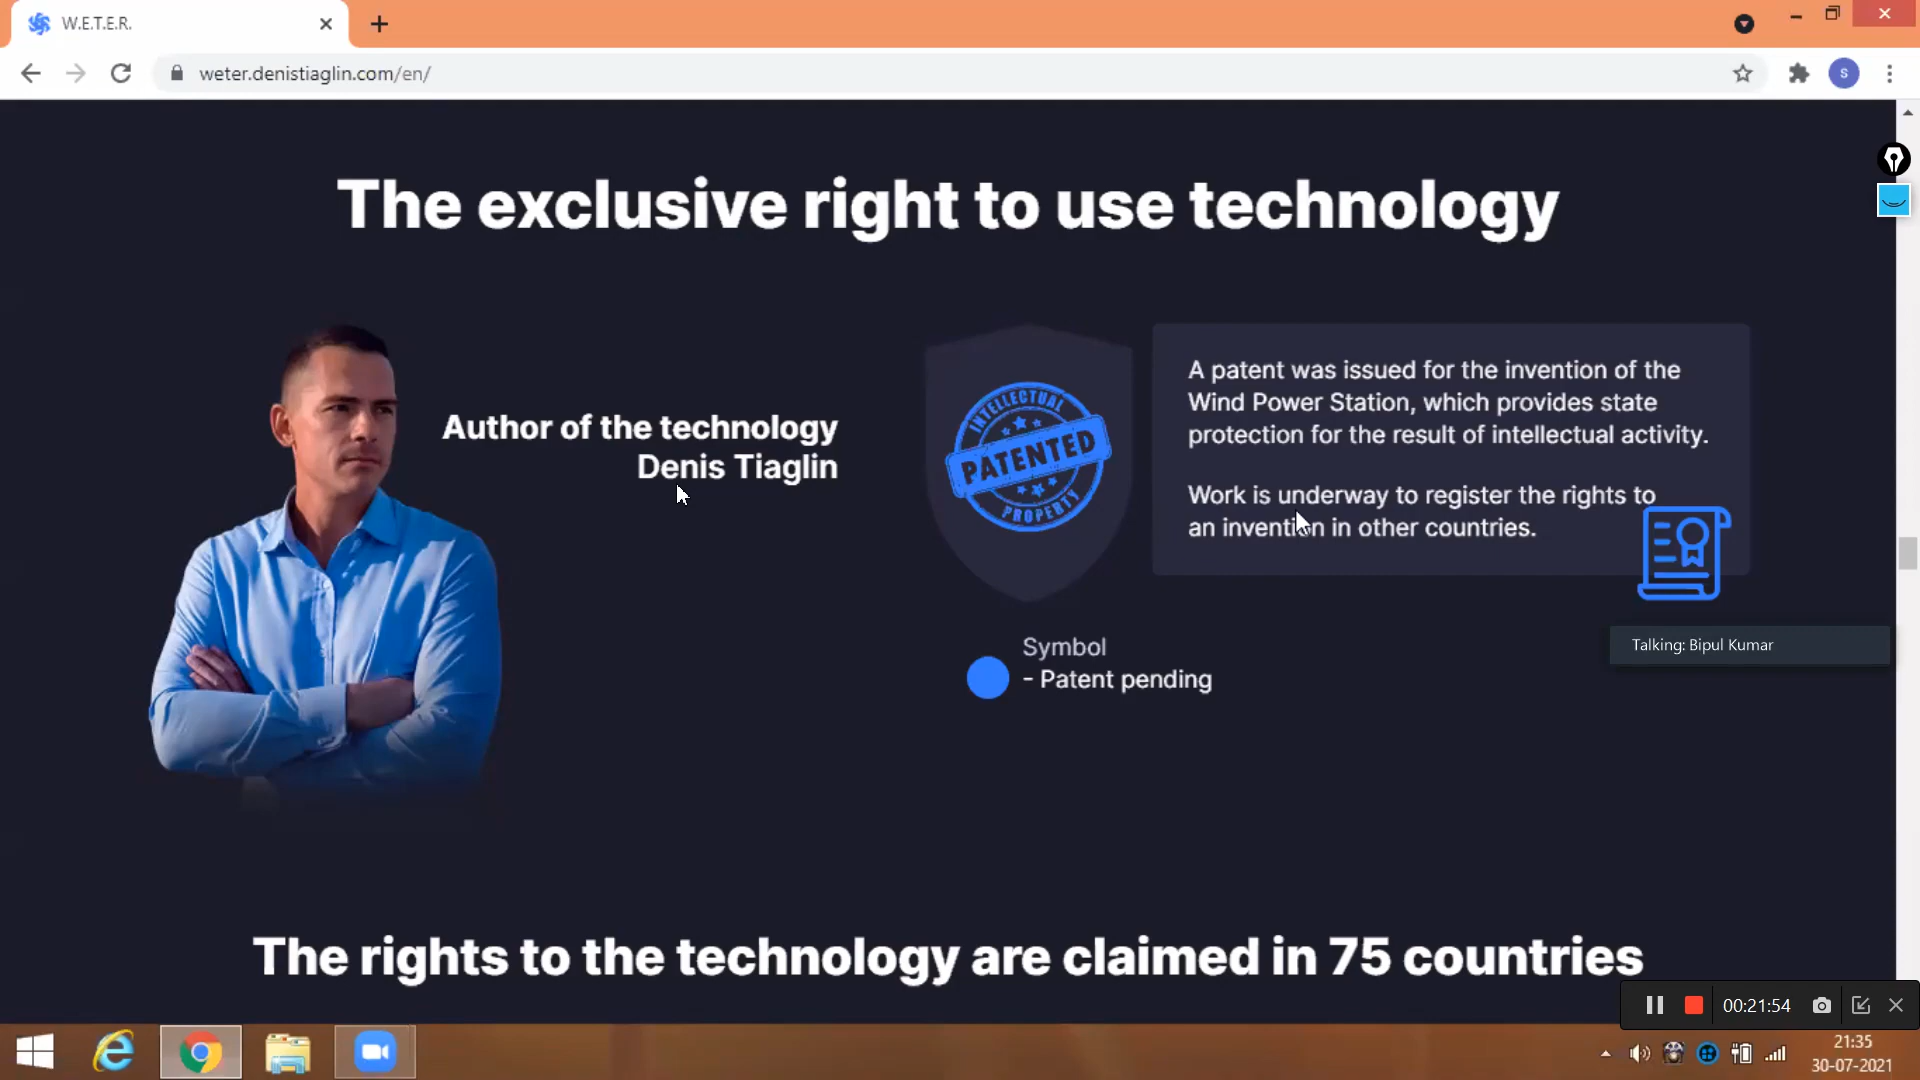 W.E.T.E.R.
weter.denistiaglin.com/en/
S
The exclusive right to use technology
Author of the technology
Denis Tiaglin
INTELLECTUAL
PATENTED
PROPERTY
A patent was issued for the invention of the
Wind Power Station, which provides state
protection for the result of intellectual activity.
Work is underway to register the rights to
an invention in other countries.
Symbol
- Patent pending
Talking: Bipul Kumar
The rights to the technology are claimed in 75 countries
00:21:54
21:35
30-07-2021